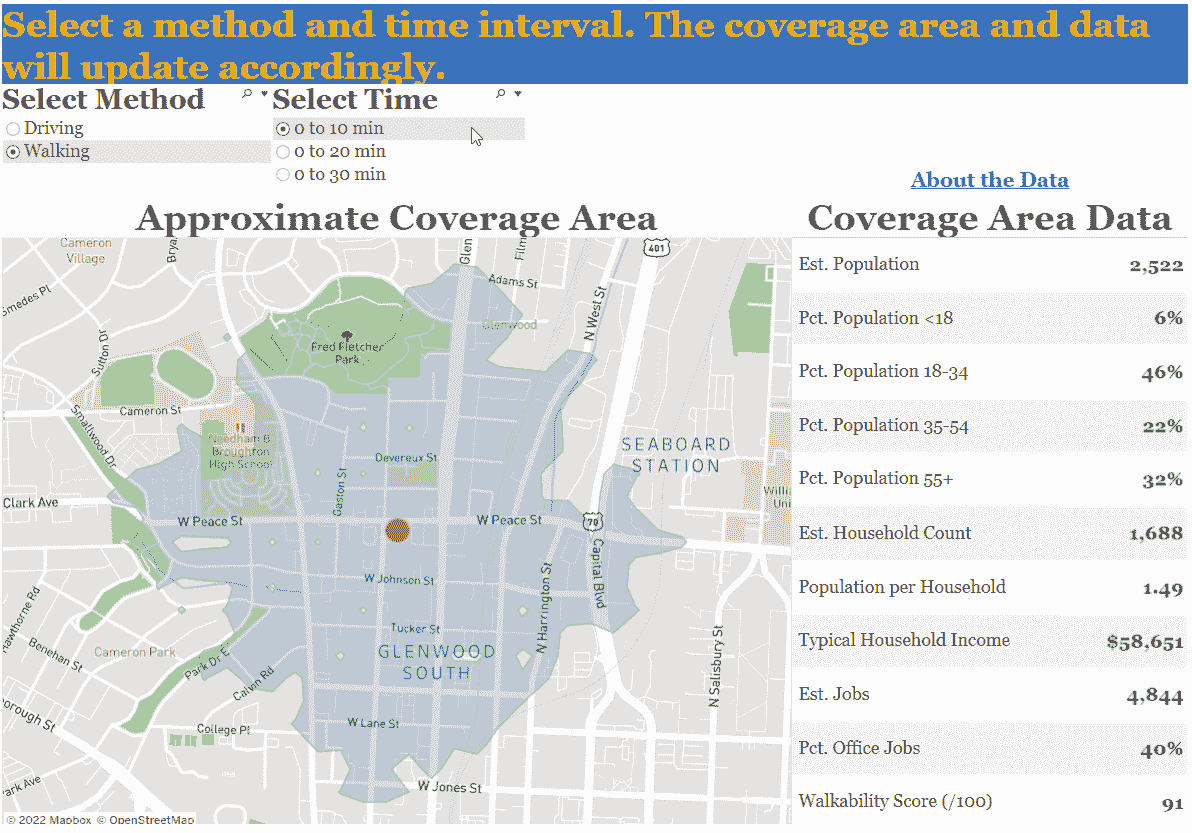 Select a method and time interval. The coverage area and data
will update accordingly.
Select Method
Select Time
Driving
Walking
0 to 10 min
0 to 20 min
0 to 30 min
About the Data
Approximate Coverage Area
Coverage Area Data
Cameron
Village
Glen
401
Adams St
Smedes Pl
N West St
Glenwood
Fred Fletcher
Park
Sutton Dr
Cameron St
Smallwood Dr
Needham B
Broughton
High School
Devereux St
SEABOARD
STATION
Gaston St
Clark Ave
W Peace St
W Peace St
70
Capital Blvd
W Johnson St
N Harrington St
Hawthorne Rd
Tucker St
Benehan St
Cameron Park
Park Dr
GLENWOOD
SOUTH
N Salisbury St
Calvin Rd
W Lane St
College Pl
W Jones St
© 2022 Mapbox © OpenStreetMap
Est. Population 2,522
Pct. Population <18 6%
Pct. Population 18-34 46%
Pct. Population 35-54 22%
Pct. Population 55+ 32%
Est. Household Count 1,688
Population per Household 1.49
Typical Household Income $58,651
Est. Jobs 4,844
Pct. Office Jobs 40%
Walkability Score (/100) 91